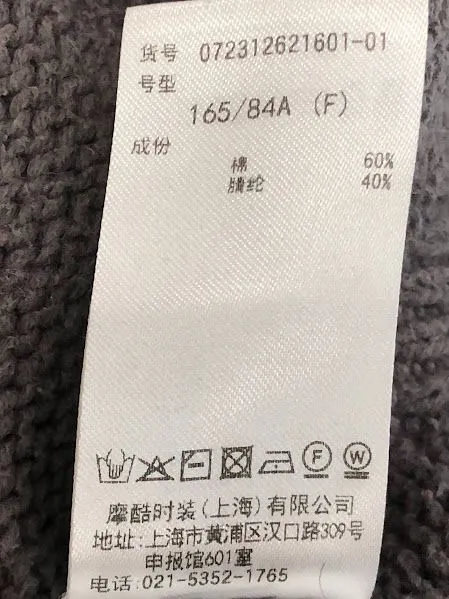 货号 072312621601-01
号型
165/84A (F)
成份
棉 60%
腈纶 40%
F W
摩酷时装(上海)有限公司
地址:上海市黄浦区汉口路309号
申报馆601室
电话:021-5352-1765